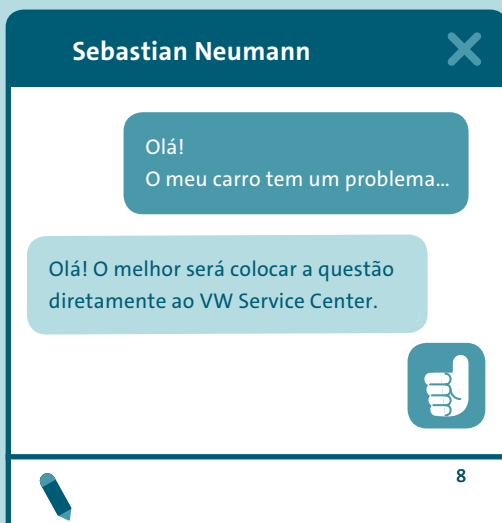 Sebastian Neumann
Olá!
O meu carro tem um problema...
Olá! O melhor será colocar a questão
diretamente ao VW Service Center.
8